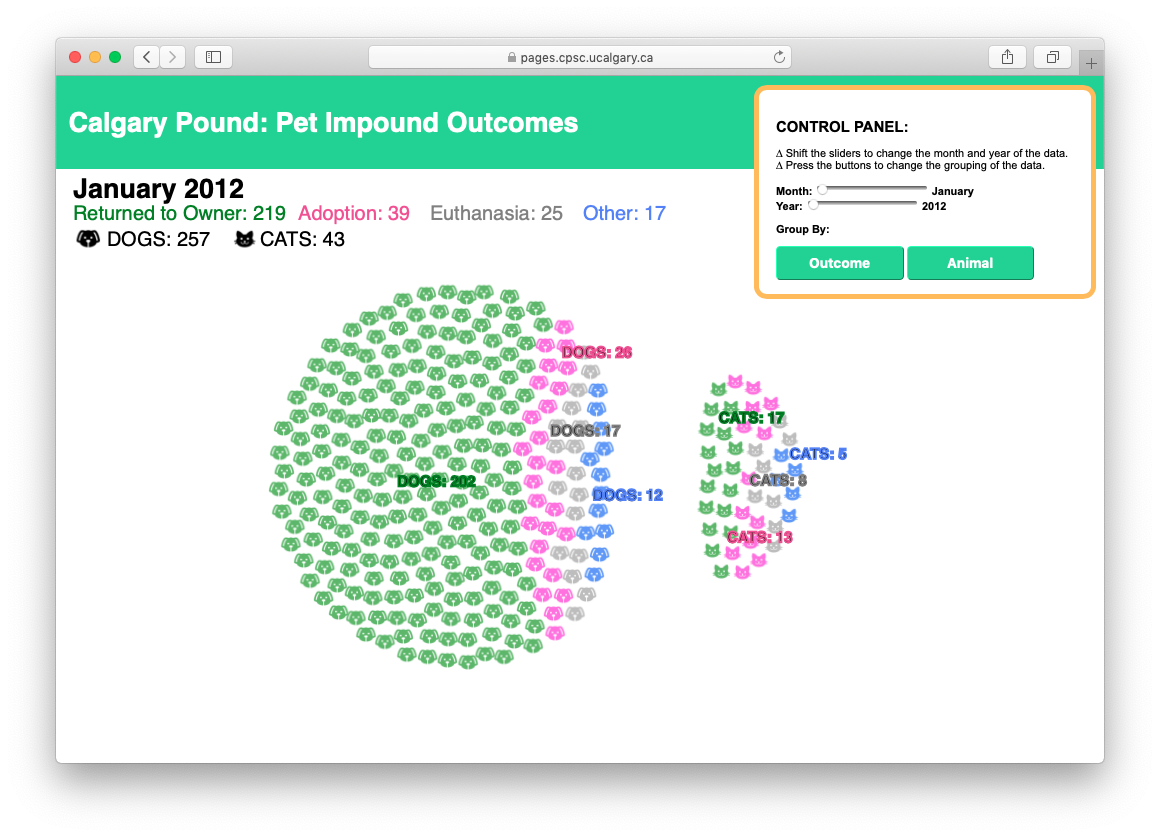 pages.cpsc.ucalgary.ca
Calgary Pound: Pet Impound Outcomes
CONTROL PANEL:
∆ Shift the sliders to change the month and year of the data.
∆ Press the buttons to change the grouping of the data.
Month: January
Year: 2012
Group By:
Outcome Animal
January 2012
Returned to Owner: 219 Adoption: 39 Euthanasia: 25 Other: 17
DOGS: 257 CATS: 43
DOGS: 26
CATS: 17
DOGS: 17
CATS: 5
DOGS: 202
CATS: 8
DOGS: 12
CATS: 13